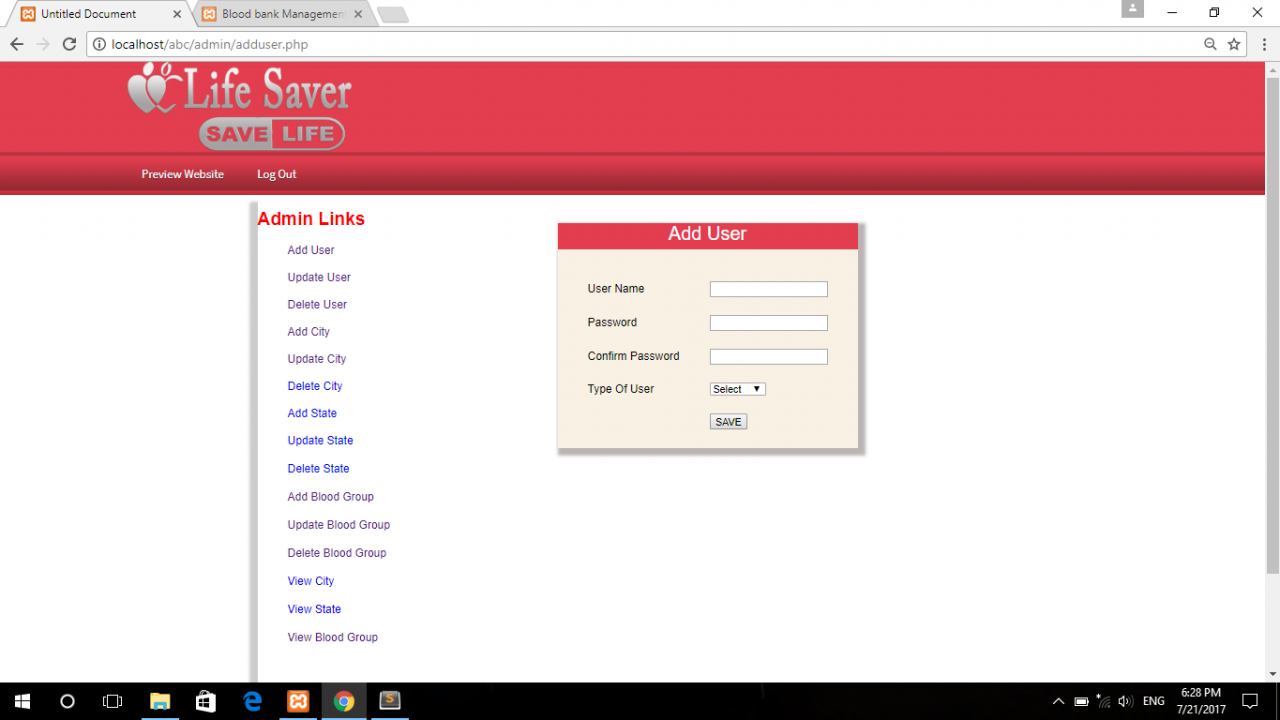 Untitled Document
Blood bank Managemen
localhost/abc/admin/adduser.php
Life Saver
SAVE LIFE
Preview Website Log Out
Admin Links
Add User
Update User
Delete User
Add City
Update City
Delete City
Add State
Update State
Delete State
Add Blood Group
Update Blood Group
Delete Blood Group
View City
View State
View Blood Group
Add User
User Name
Password
Confirm Password
Type Of User Select
SAVE
ENG
6:28 PM
7/21/2017